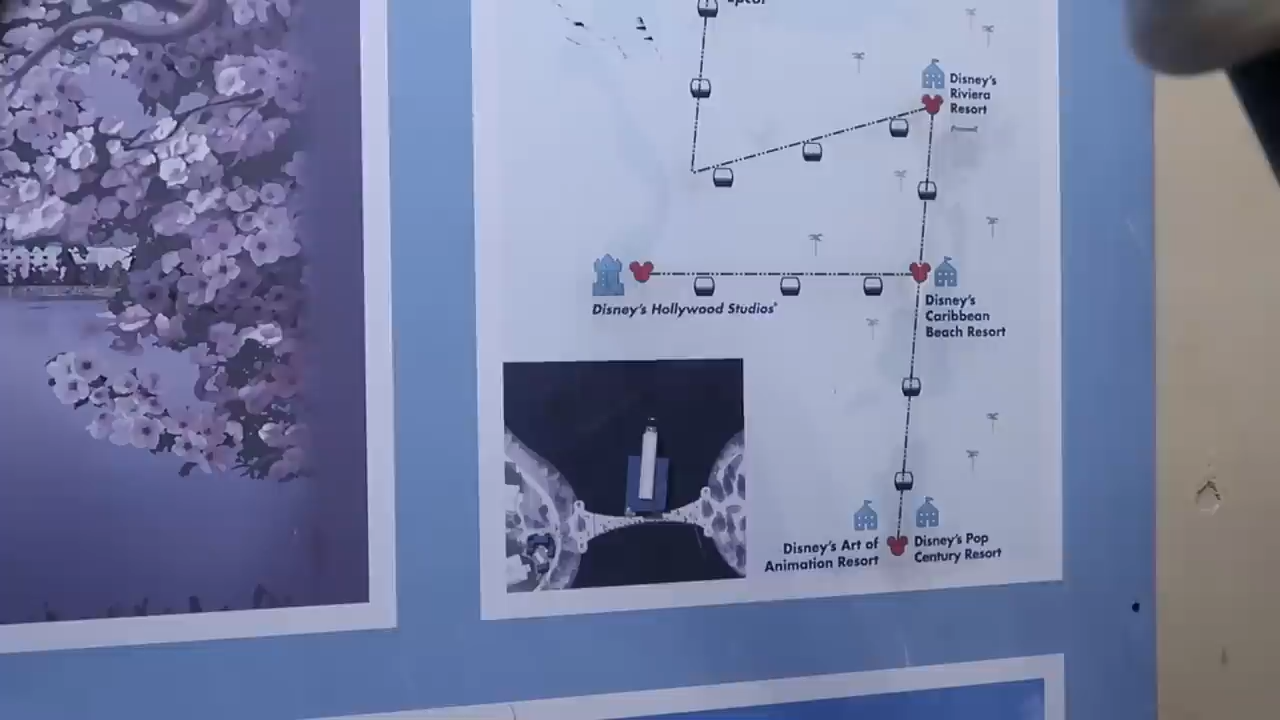 Epcot
Disney's
Riviera
Resort
Disney's Hollywood Studios®
Disney's
Caribbean
Beach Resort
Disney's Art of
Animation Resort
Disney's Pop
Century Resort